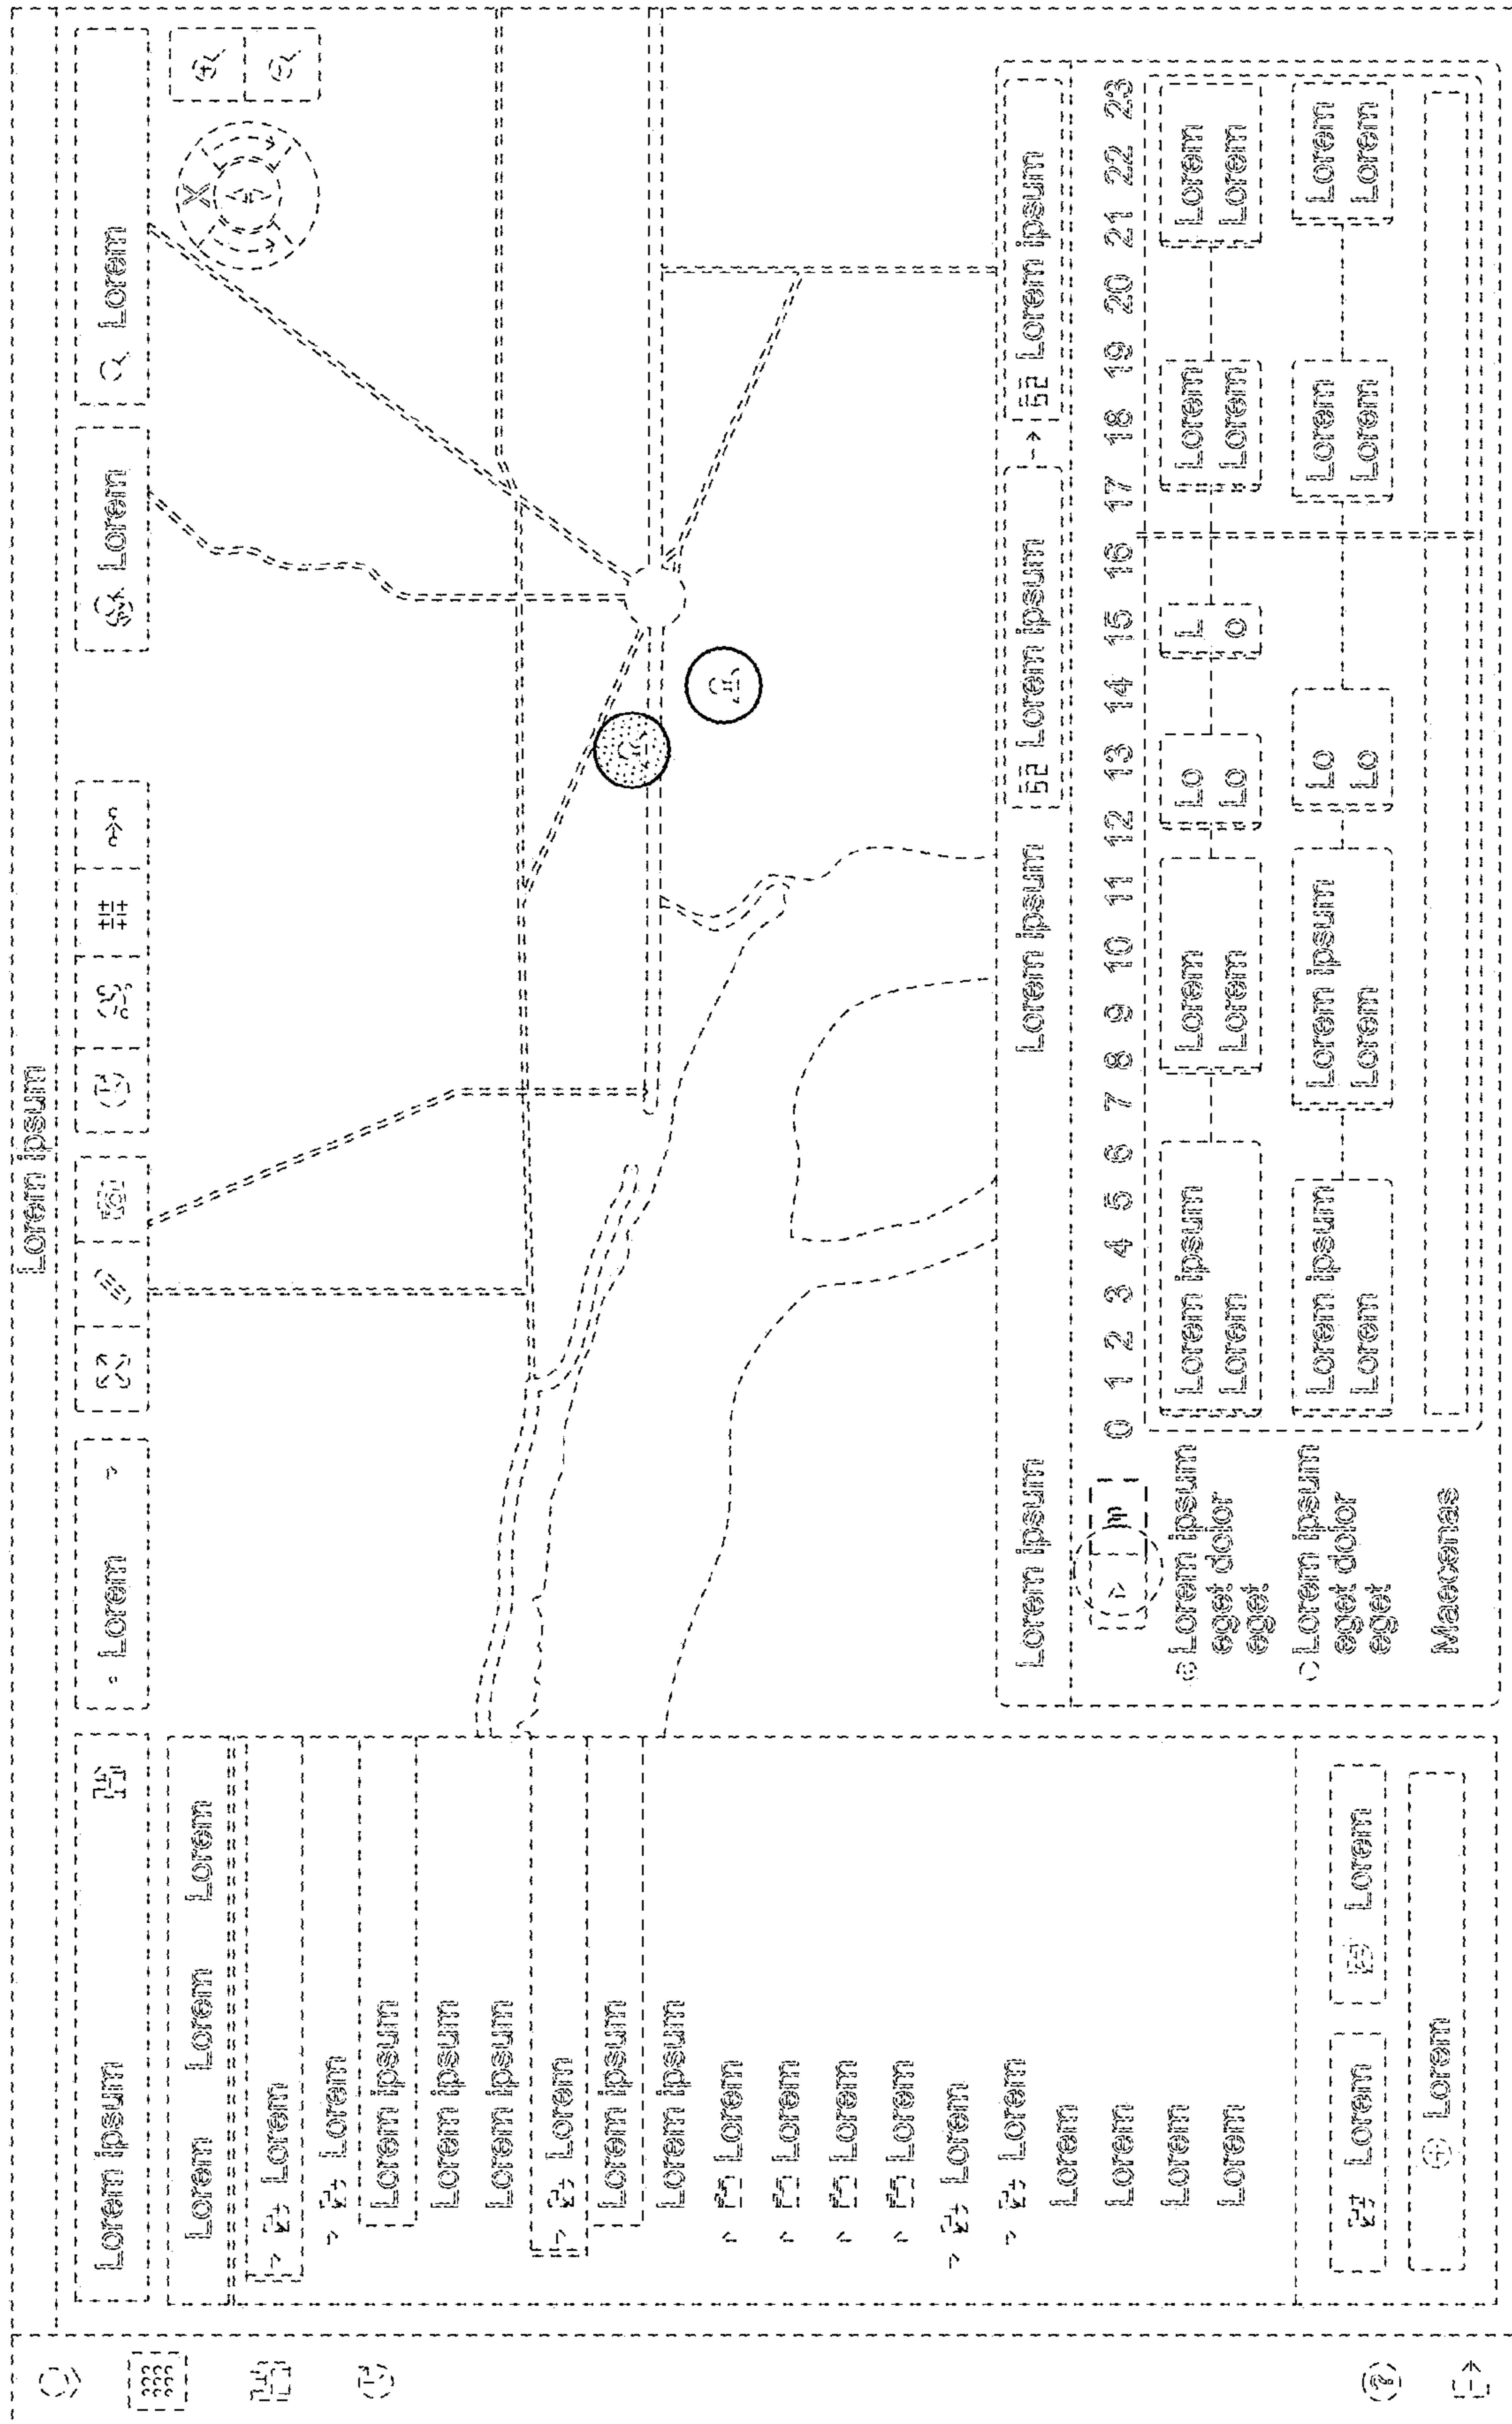 Lorem ipsum
Lorem ipsum
Lorem
Lorem
Lorem
X
Lorem Lorem Lorem
Lorem
Lorem
Lorem ipsum
Lorem ipsum
Lorem ipsum
Lorem
Lorem ipsum
Lorem ipsum
Lorem
Lorem
Lorem
Lorem
Lorem
Lorem
Lorem
Lorem
Lorem
Lorem
Lorem Lorem
Lorem
Lorem ipsum Lorem ipsum Lorem ipsum Lorem ipsum
0 1 2 3 4 5 6 7 8 9 10 11 12 13 14 15 16 17 18 19 20 21 22 23
Lorem ipsum
eget dolor
eget
Lorem ipsum Lorem Lo L Lorem Lorem
Lorem Lorem Lo o Lorem Lorem
Lorem ipsum
eget dolor
eget
Lorem ipsum Lorem ipsum Lo Lorem Lorem
Lorem Lorem Lo Lorem Lorem
Maecenas